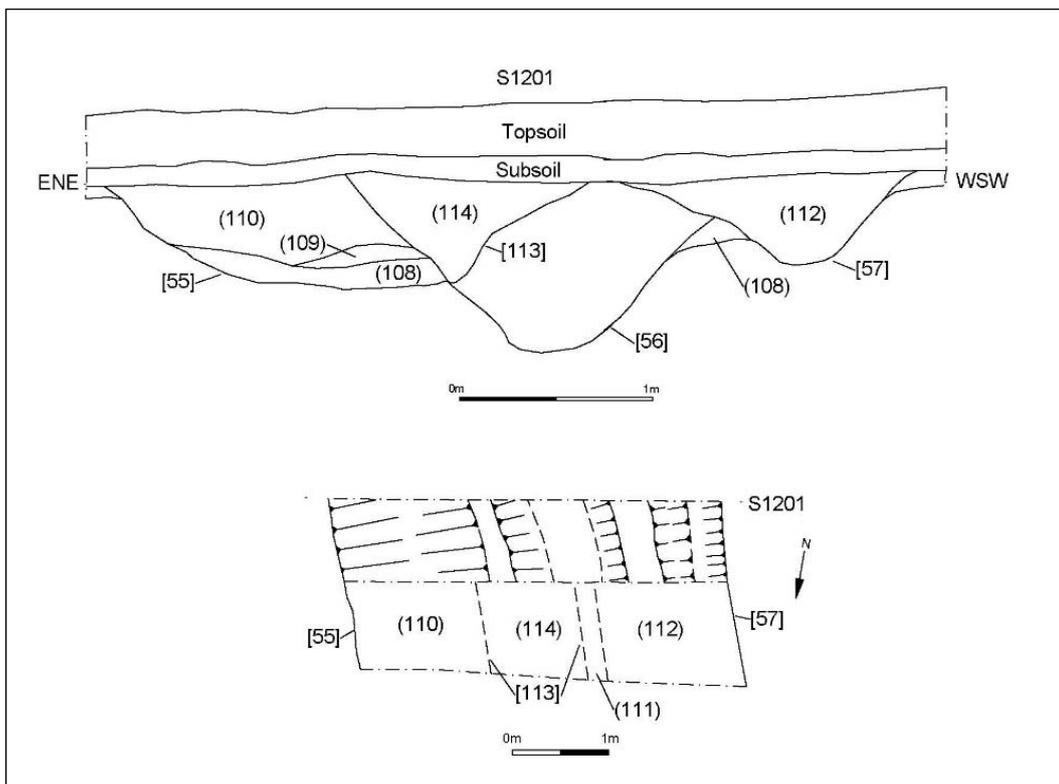 S1201
Topsoil
Subsoil
ENE
WSW
(110)
(114)
(112)
(109)
[113]
(108)
[55]
[57]
(108)
[56]
0m
1m
S1201
N
[55]
(110)
(114)
(112)
[57]
[113]
(111)
0m
1m